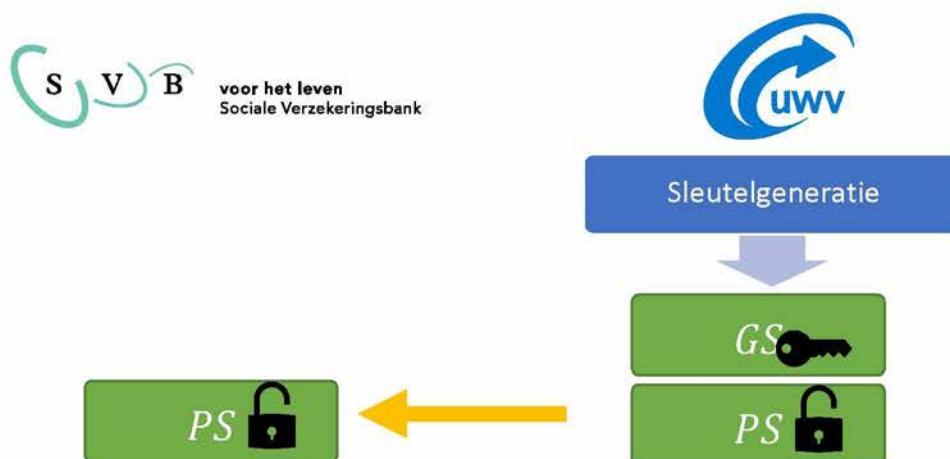 S V B
voor het leven
Sociale Verzekeringsbank
UWV
Sleutelgeneratie
GS
PS
PS